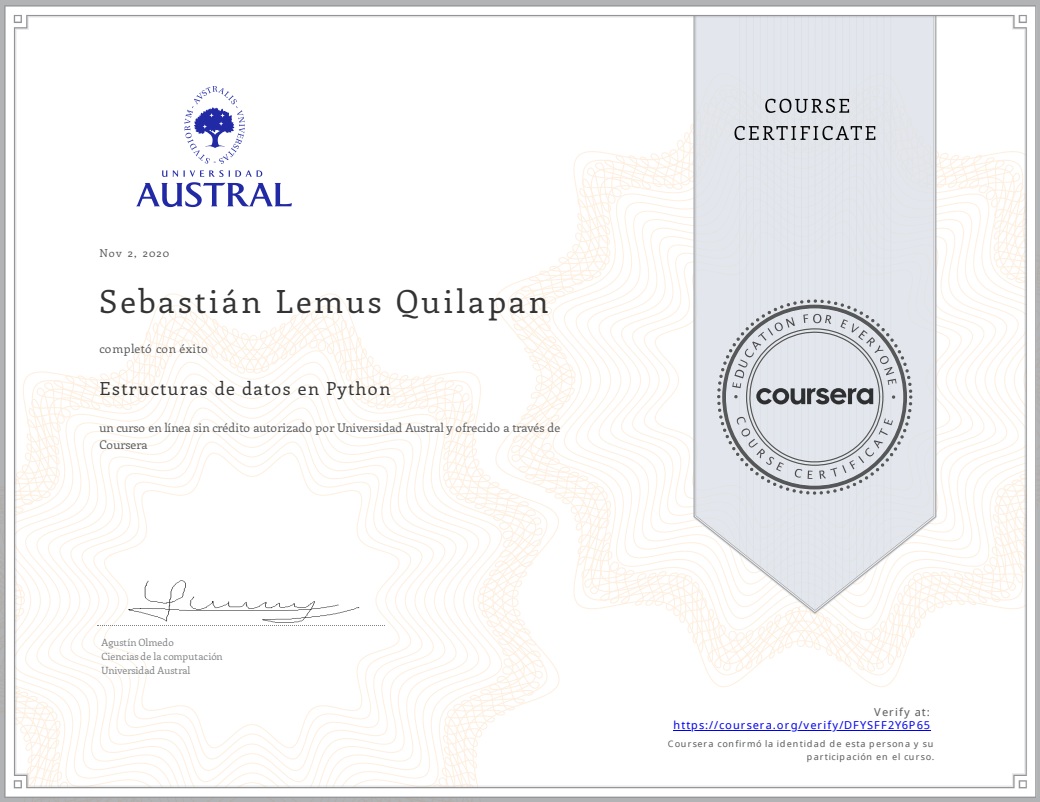 STVDIORVM · AVSTRALIS · VNIVERSITAS ·
UNIVERSIDAD
AUSTRAL
COURSE
CERTIFICATE
Nov 2, 2020
Sebastián Lemus Quilapan
completó con éxito
Estructuras de datos en Python
un curso en línea sin crédito autorizado por Universidad Austral y ofrecido a través de
Coursera
EDUCATION FOR EVERYONE
coursera
COURSE CERTIFICATE
Agustín Olmedo
Ciencias de la computación
Universidad Austral
Verify at:
https://coursera.org/verify/DFYSFF2Y6P65
Coursera confirmó la identidad de esta persona y su
participación en el curso.